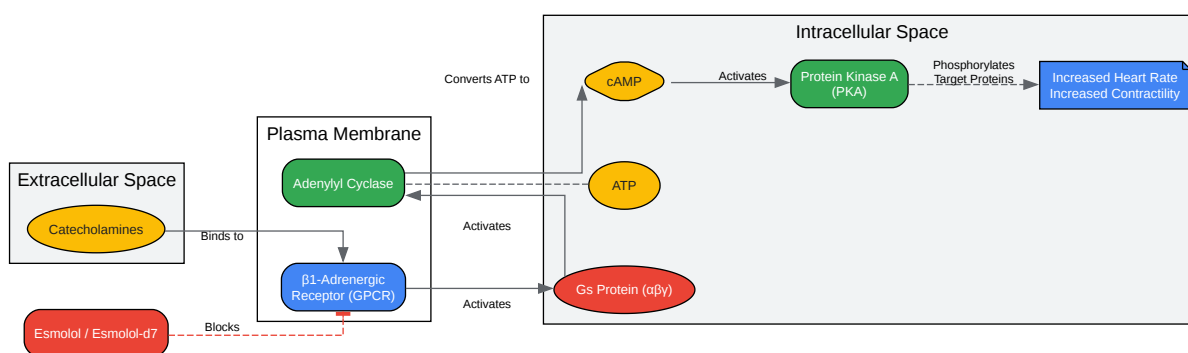 Intracellular Space
Converts ATP to
cAMP
Activates
Protein Kinase A
(PKA)
Phosphorylates
Target Proteins
Increased Heart Rate
Increased Contractility
Plasma Membrane
Adenylyl Cyclase
ATP
Extracellular Space
Catecholamines
Binds to
Activates
β1-Adrenergic
Receptor (GPCR)
Activates
Gs Protein (αβγ)
Esmolol / Esmolol-d7
Blocks